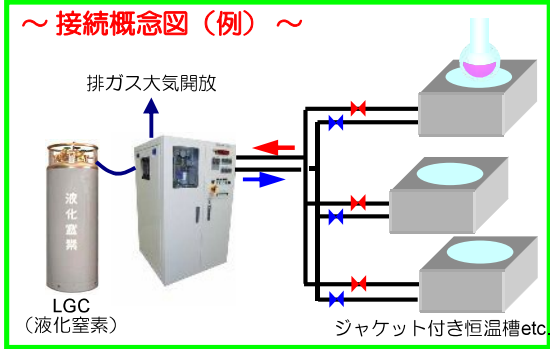 ～ 接続概念図（例） ～
排ガス大気開放
液化窒素
LGC
（液化窒素）
ジャケット付き恒温槽etc.